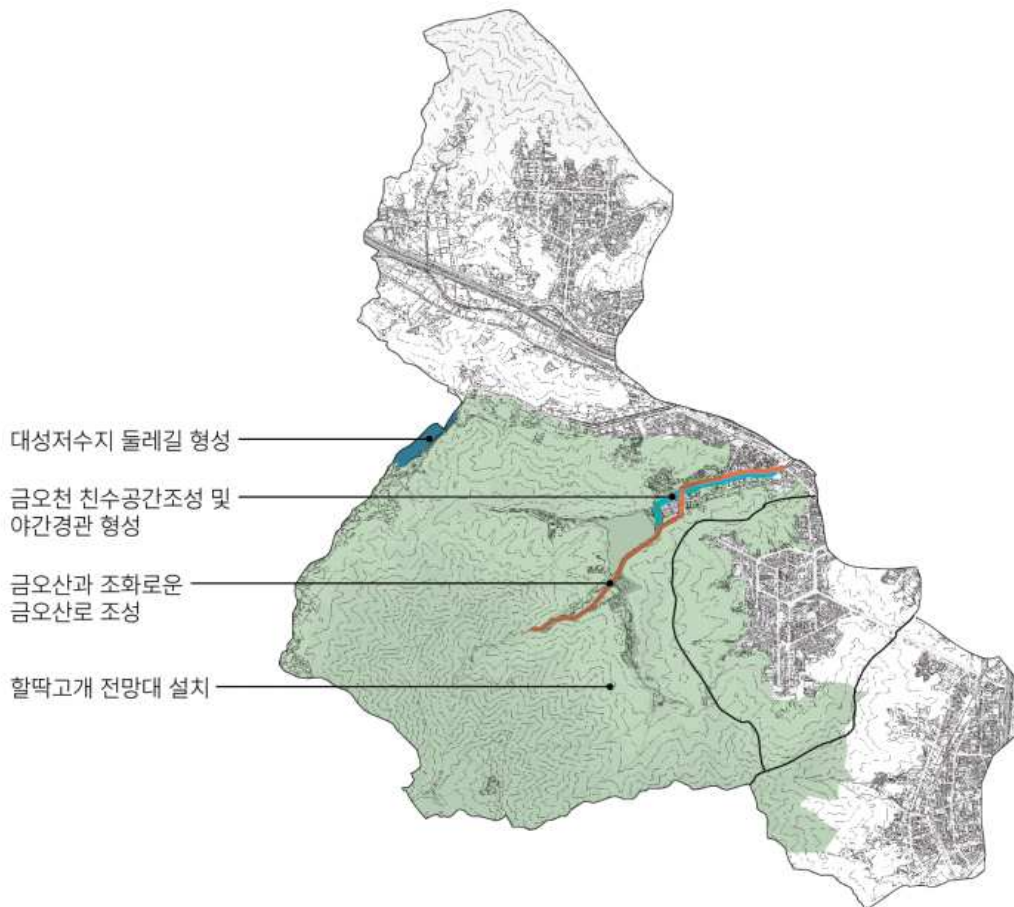 대성저수지 둘레길 형성
금오천 친수공간조성 및
야간경관 형성
금오산과 조화로운
금오산로 조성
할딱고개 전망대 설치